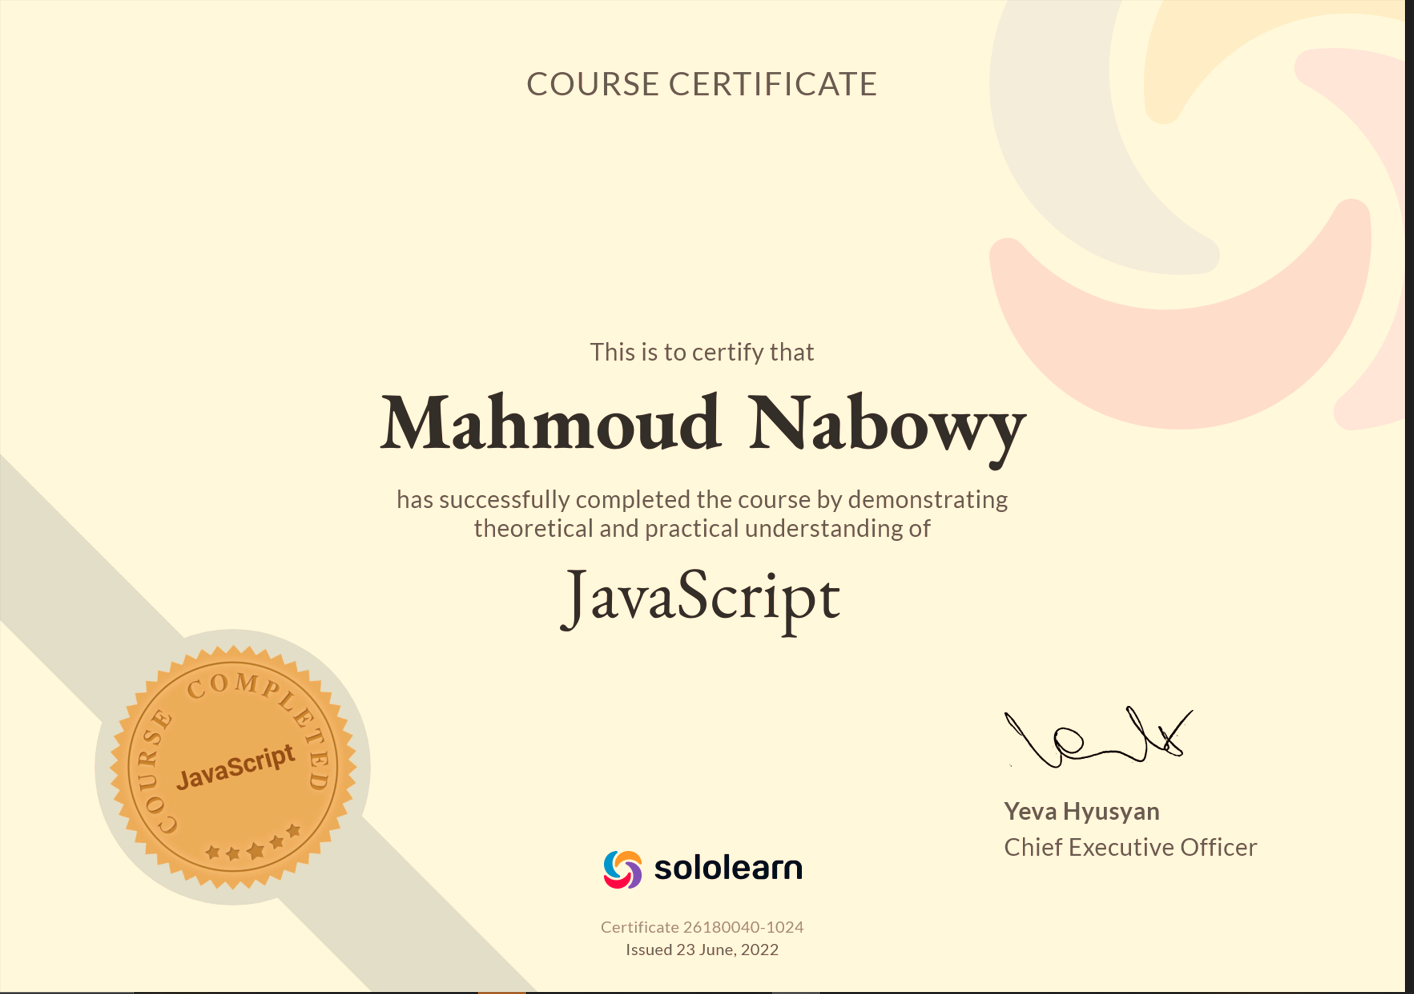 COURSE CERTIFICATE
This is to certify that
Mahmoud Nabowy
has successfully completed the course by demonstrating
theoretical and practical understanding of
JavaScript
COURSE COMPLETED
JavaScript
Yeva Hyusyan
Chief Executive Officer
sololearn
Certificate 26180040-1024
Issued 23 June, 2022